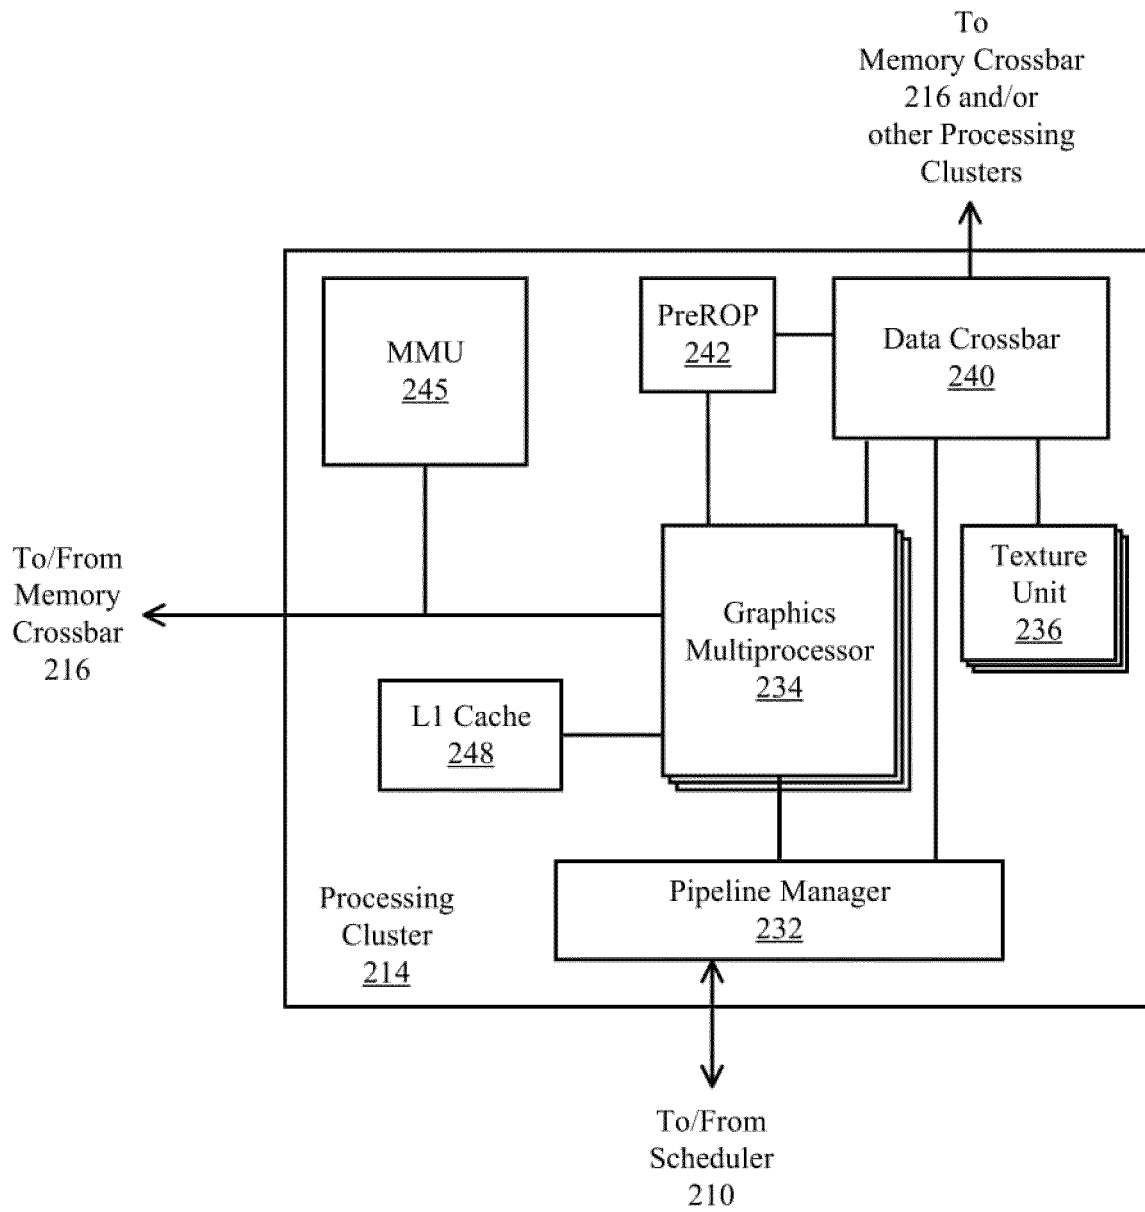 To
Memory Crossbar
216 and/or
other Processing
Clusters
MMU
245
PreROP
242
Data Crossbar
240
To/From
Memory
Crossbar
216
Graphics
Multiprocessor
234
Texture
Unit
236
L1 Cache
248
Pipeline Manager
232
Processing
Cluster
214
To/From
Scheduler
210